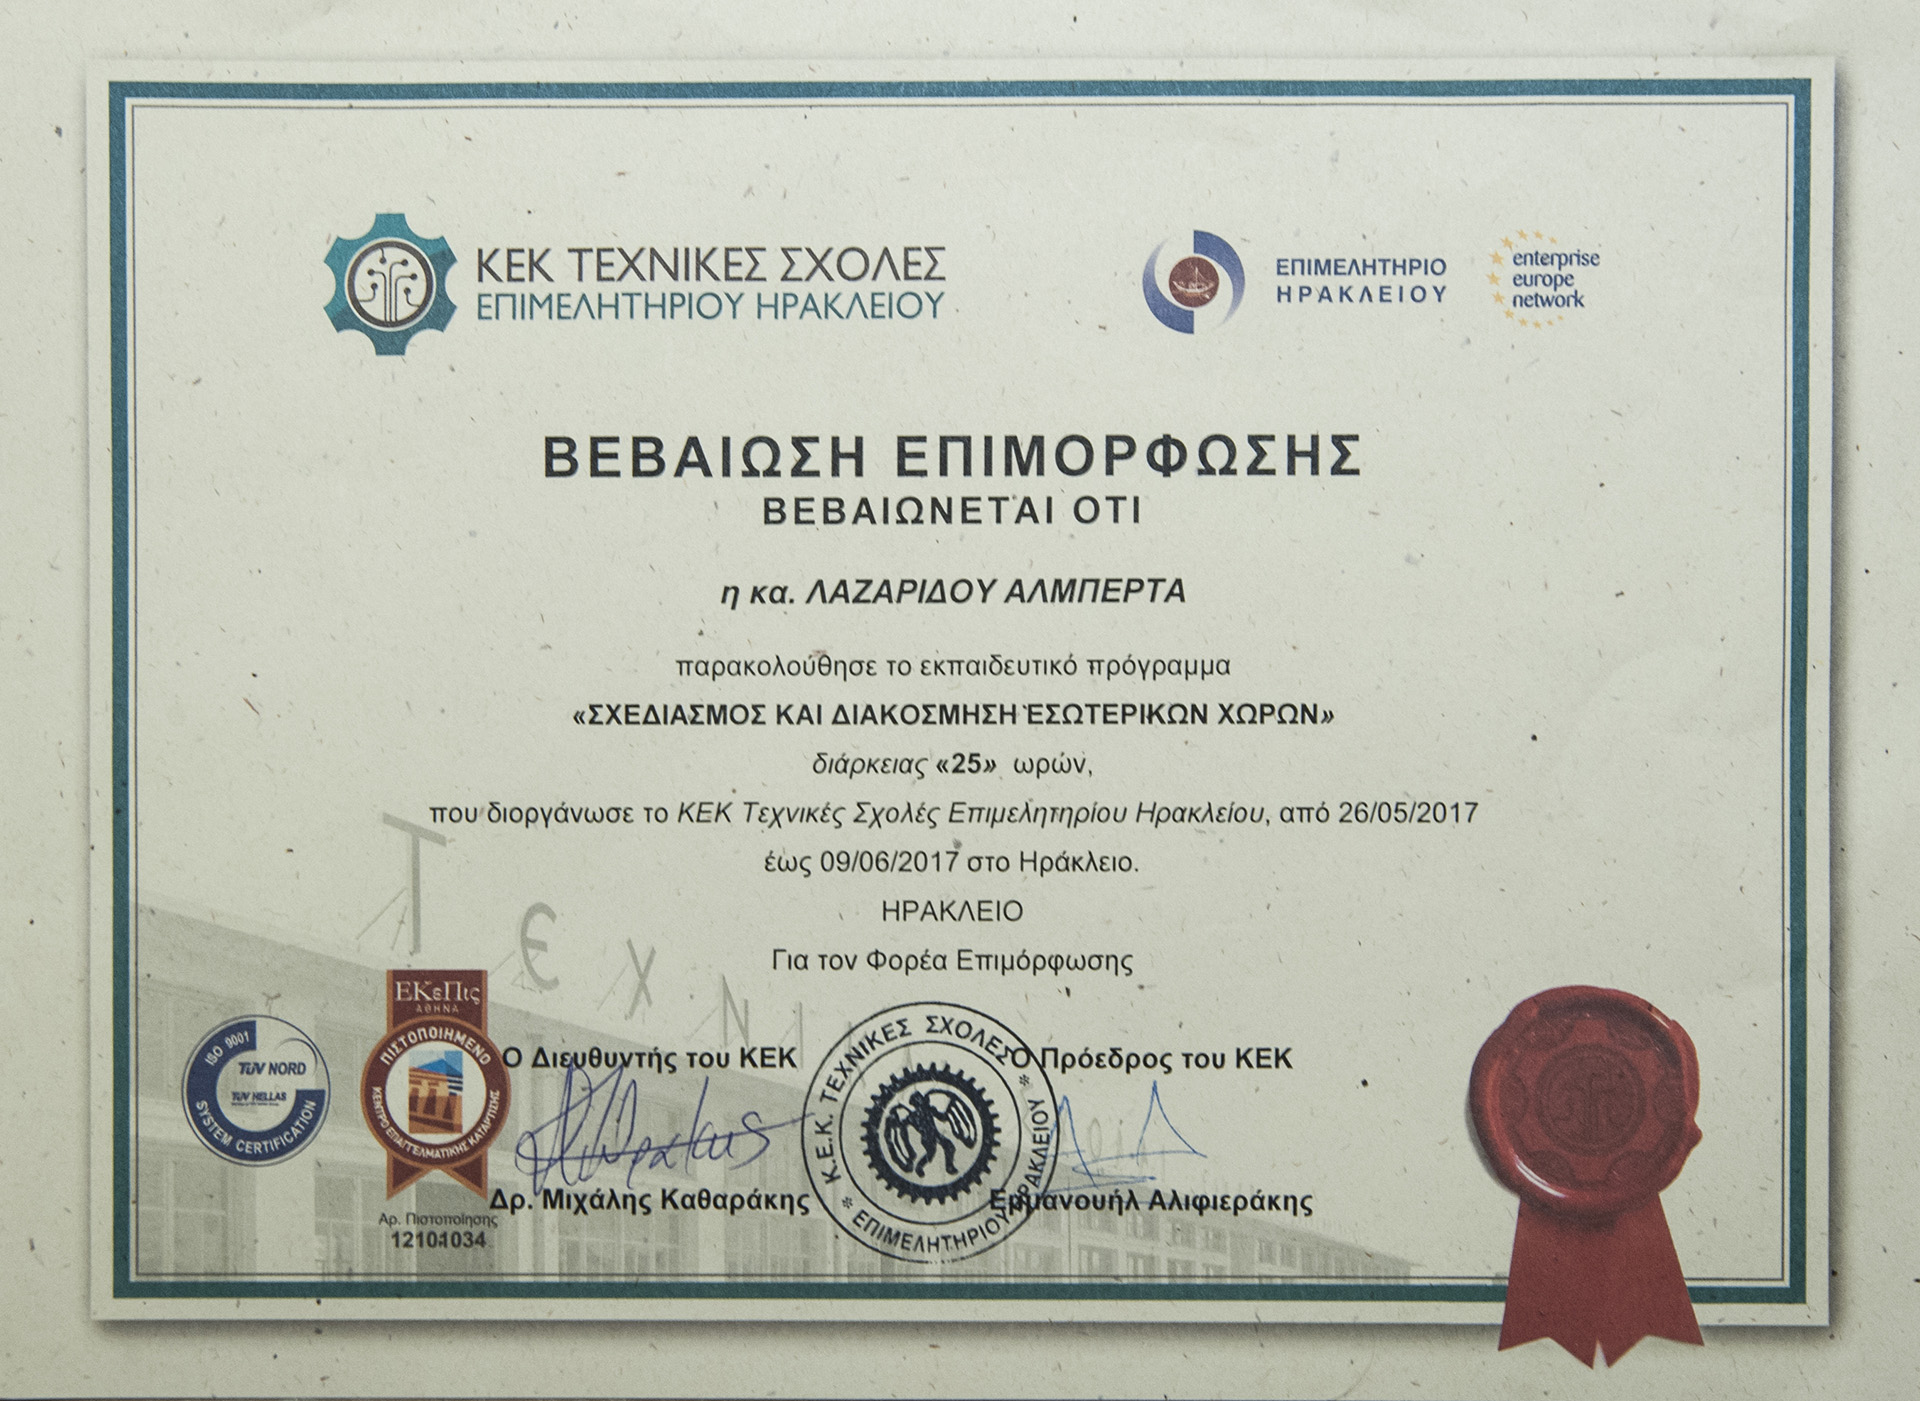 ΚΕΚ ΤΕΧΝΙΚΕΣ ΣΧΟΛΕΣ
ΕΠΙΜΕΛΗΤΗΡΙΟΥ ΗΡΑΚΛΕΙΟΥ
ΕΠΙΜΕΛΗΤΗΡΙΟ
ΗΡΑΚΛΕΙΟΥ
enterprise
europe
network
ΒΕΒΑΙΩΣΗ ΕΠΙΜΟΡΦΩΣΗΣ
ΒΕΒΑΙΩΝΕΤΑΙ ΟΤΙ
η κα. ΛΑΖΑΡΙΔΟΥ ΑΛΜΠΕΡΤΑ
παρακολούθησε το εκπαιδευτικό πρόγραμμα
«ΣΧΕΔΙΑΣΜΟΣ ΚΑΙ ΔΙΑΚΟΣΜΗΣΗ ΕΣΩΤΕΡΙΚΩΝ ΧΩΡΩΝ»
διάρκειας «25» ωρών,
που διοργάνωσε το ΚΕΚ Τεχνικές Σχολές Επιμελητηρίου Ηρακλείου, από 26/05/2017
έως 09/06/2017 στο Ηράκλειο.
ΗΡΑΚΛΕΙΟ
Για τον Φορέα Επιμόρφωσης
Ο Διευθυντής του ΚΕΚ
Ο Πρόεδρος του ΚΕΚ
Δρ. Μιχάλης Καθαράκης
Εμμανουήλ Αλιφιεράκης
ISO 9001
TÜV NORD
TÜV HELLAS
SYSTEM CERTIFICATION
ΕΚεΠις
ΑΘΗΝΑ
ΠΙΣΤΟΠΟΙΗΜΕΝΟ
ΚΕΝΤΡΟ ΕΠΑΓΓΕΛΜΑΤΙΚΗΣ ΚΑΤΑΡΤΙΣΗΣ
Αρ. Πιστοποίησης
12101034
Κ.Ε.Κ. ΤΕΧΝΙΚΕΣ ΣΧΟΛΕΣ
* ΕΠΙΜΕΛΗΤΗΡΙΟΥ ΗΡΑΚΛΕΙΟΥ *
Τ Ε Χ Ν Ι